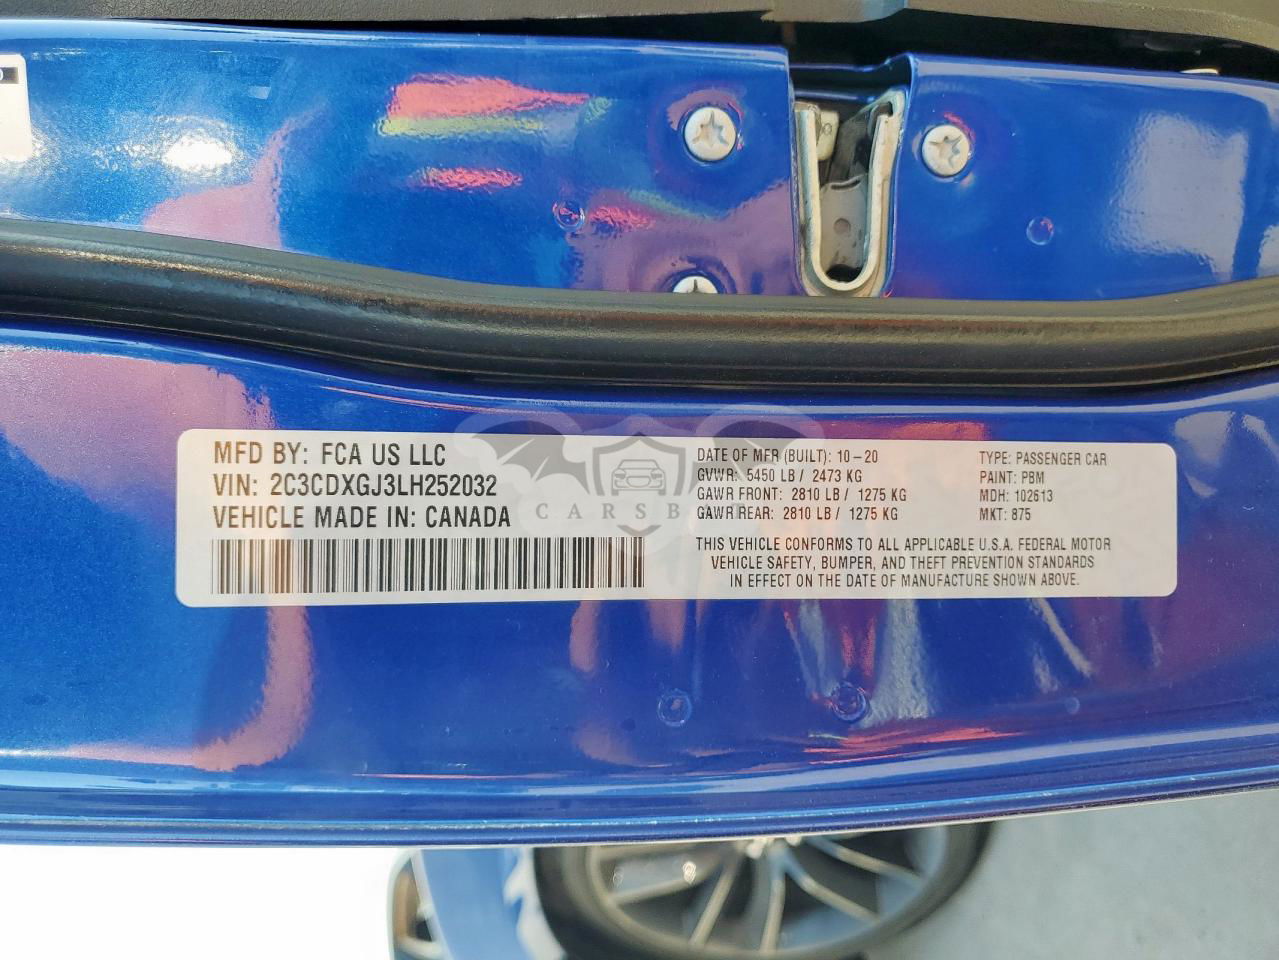 MFD BY: FCA US LLC
VIN: 2C3CDXGJ3LH252032
VEHICLE MADE IN: CANADA
DATE OF MFR (BUILT): 10-20
GVWR: 5450 LB / 2473 KG
GAWR FRONT: 2810 LB / 1275 KG
GAWR REAR: 2810 LB / 1275 KG
TYPE: PASSENGER CAR
PAINT: PBM
MDH: 102613
MKT: 875
THIS VEHICLE CONFORMS TO ALL APPLICABLE U.S.A. FEDERAL MOTOR
VEHICLE SAFETY, BUMPER, AND THEFT PREVENTION STANDARDS
IN EFFECT ON THE DATE OF MANUFACTURE SHOWN ABOVE.